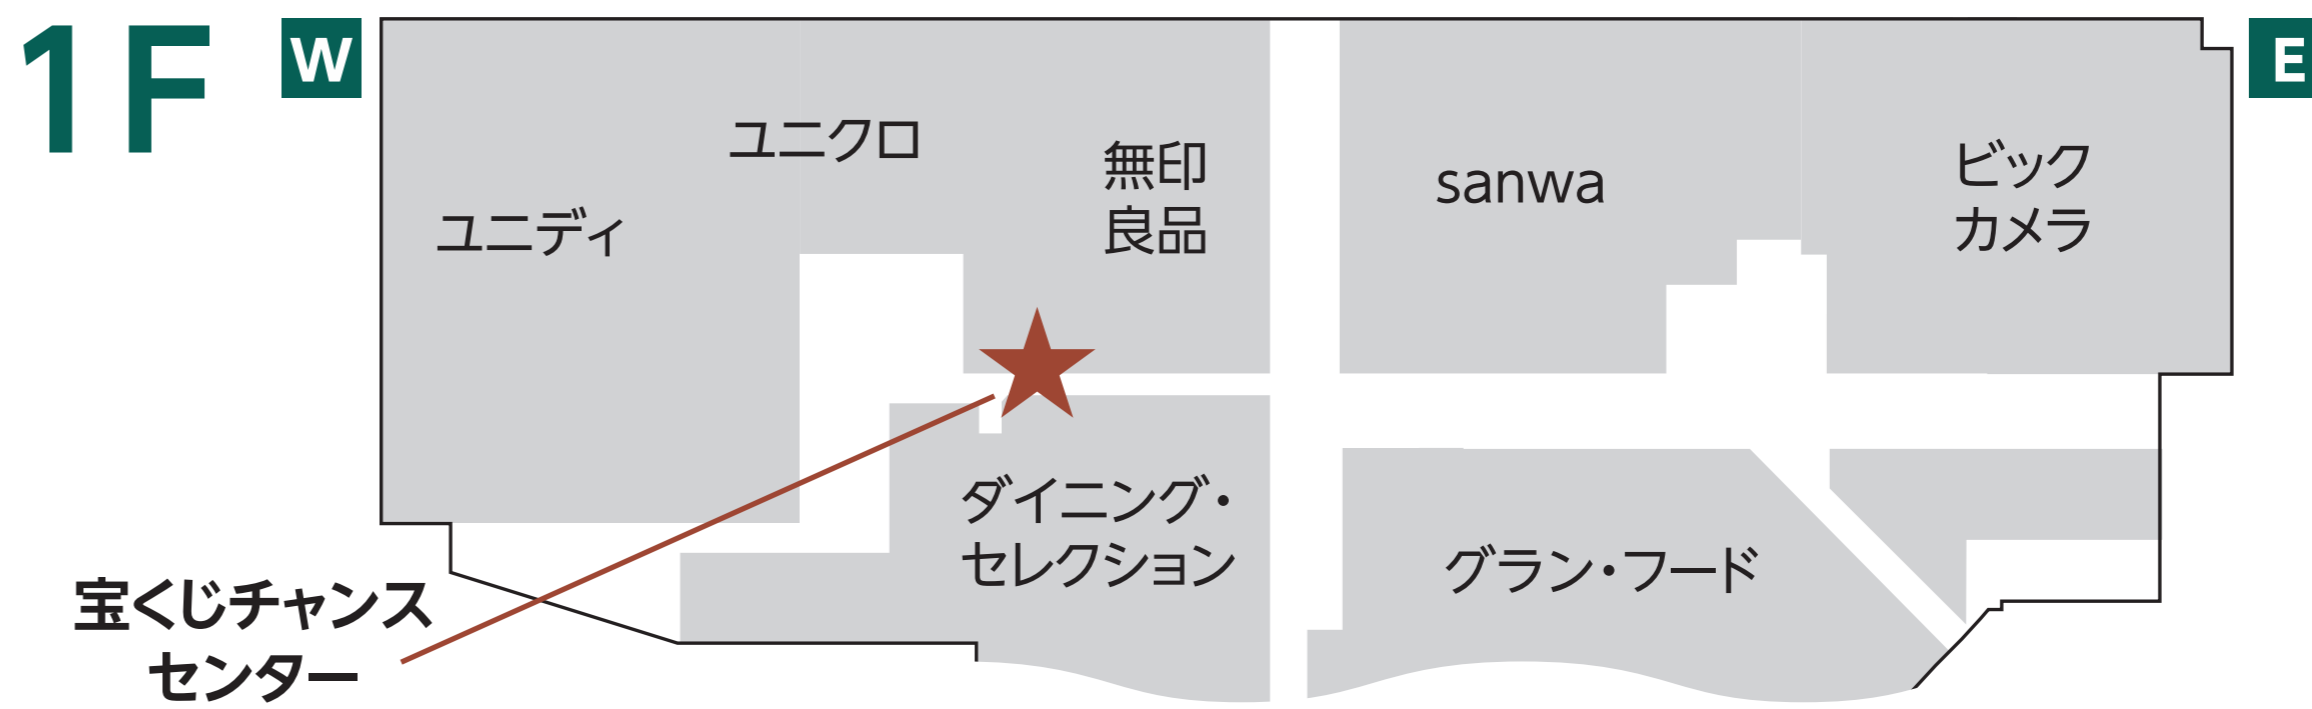 1F
W
E
ユニクロ
無印
良品
sanwa
ビック
カメラ
ユニディ
ダイニング・
セレクション
グラン・フード
宝くじチャンス
センター